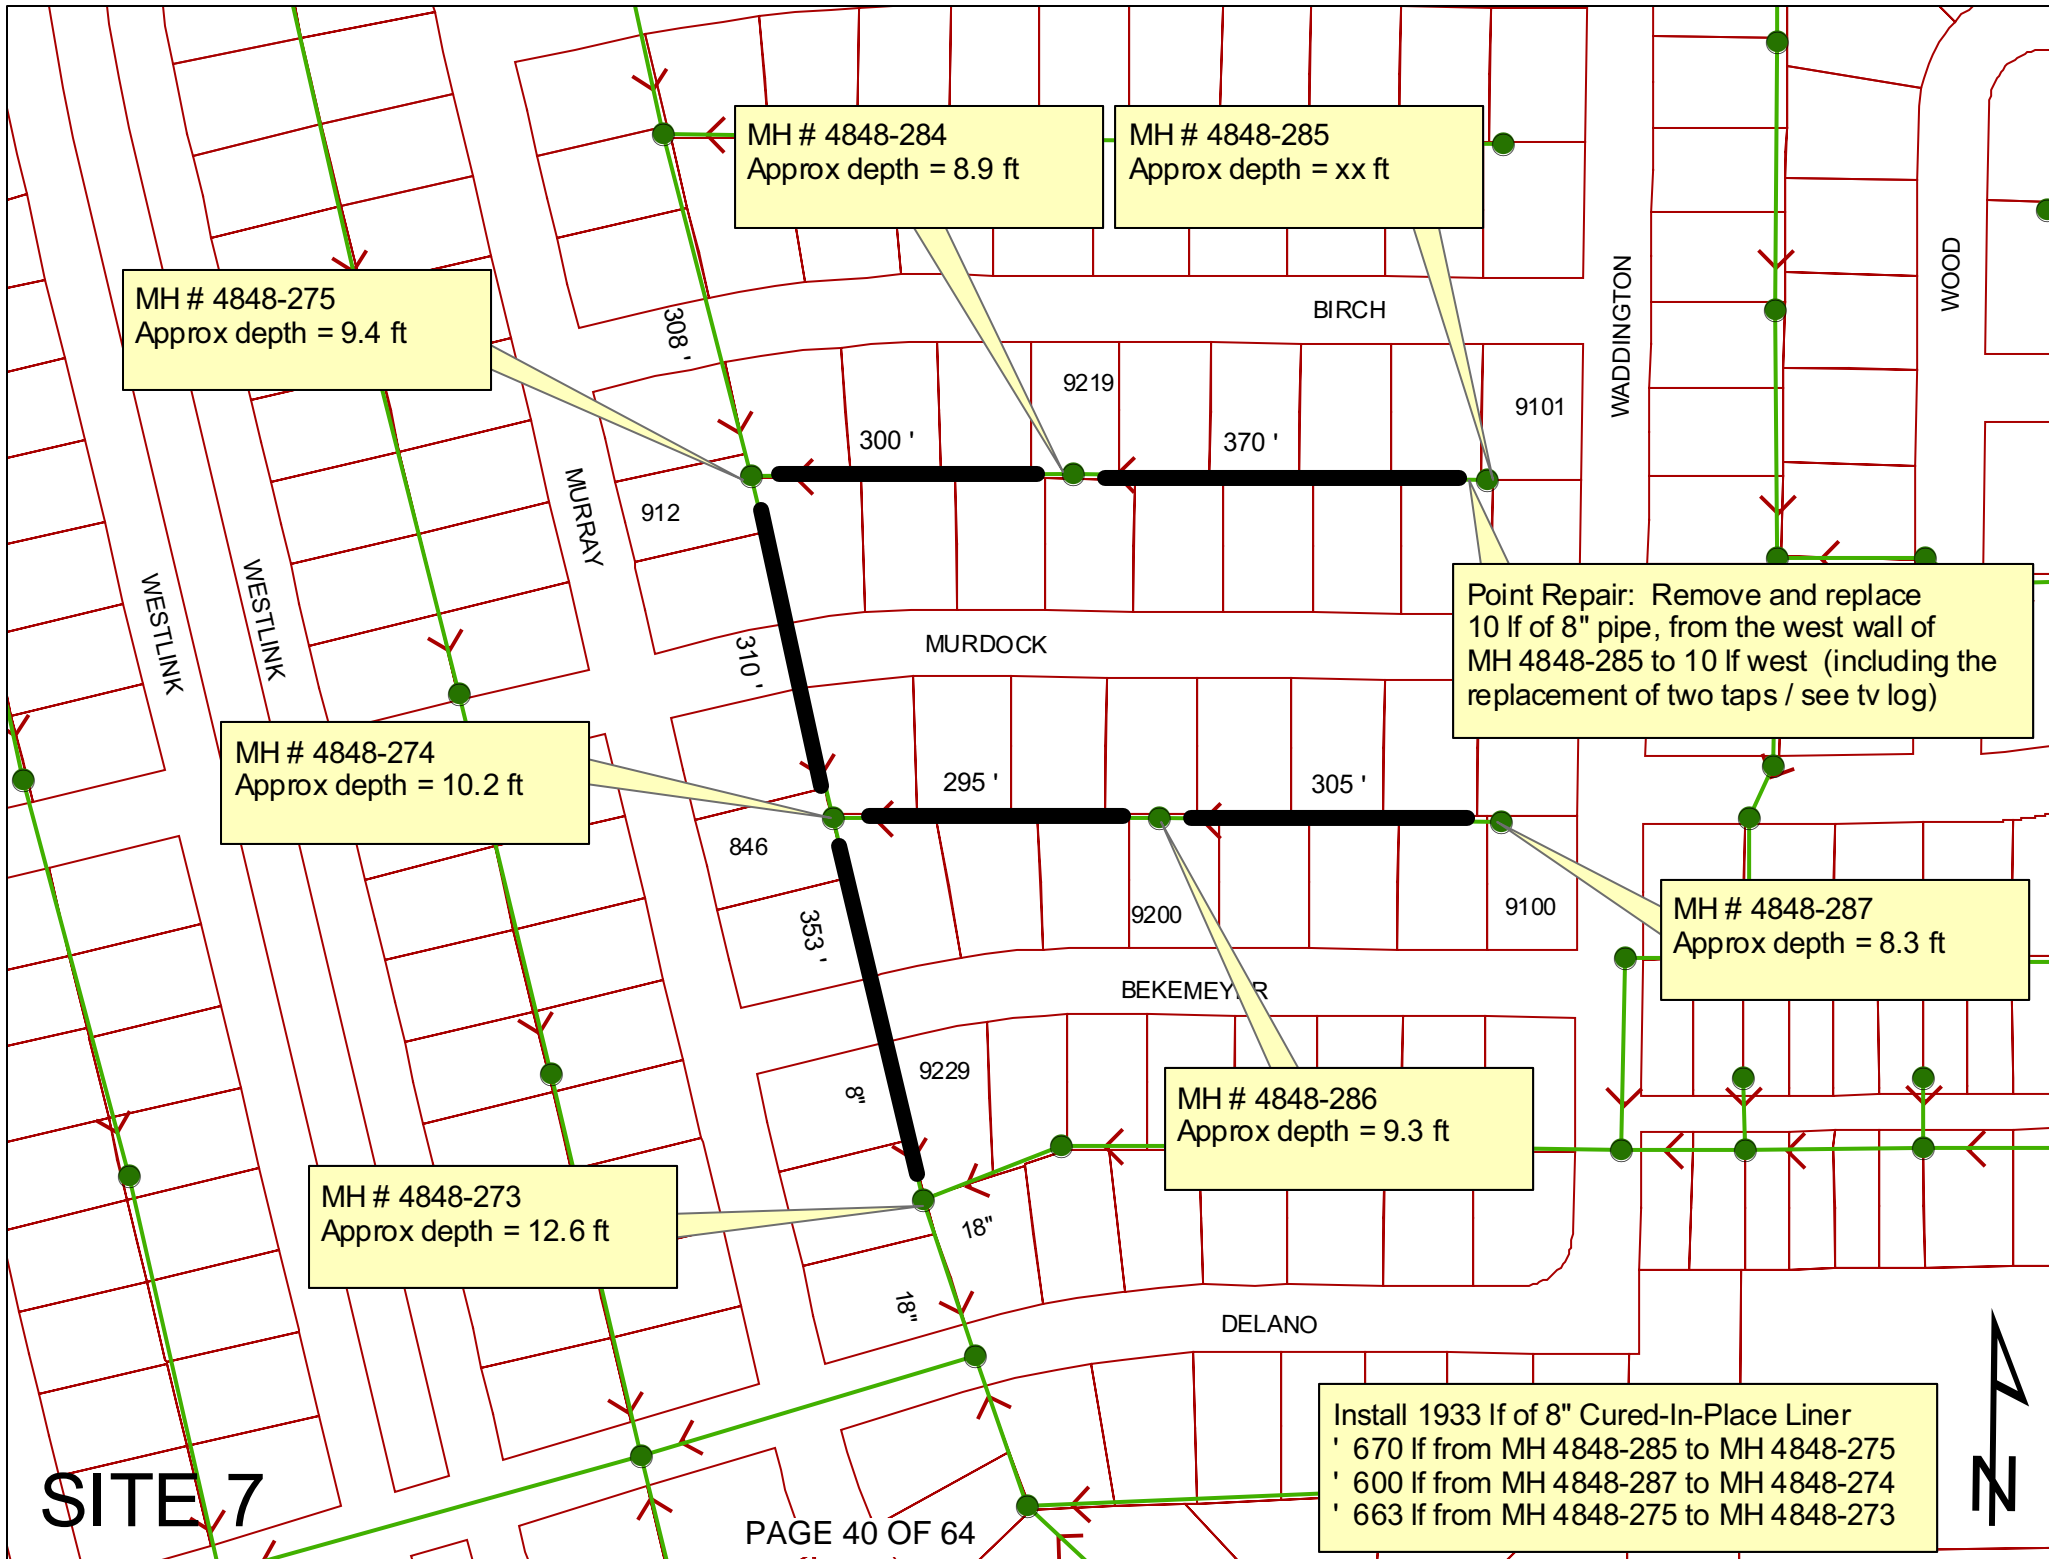 MH # 4848-284
Approx depth = 8.9 ft
MH # 4848-285
Approx depth = xx ft
MH # 4848-275
Approx depth = 9.4 ft
308 '
BIRCH
WADDINGTON
WOOD
9219
9101
300 '
370 '
912
MURRAY
WESTLINK
WESTLINK
310 '
MURDOCK
Point Repair: Remove and replace
10 lf of 8" pipe, from the west wall of
MH 4848-285 to 10 lf west (including the
replacement of two taps / see tv log)
MH # 4848-274
Approx depth = 10.2 ft
295 '
305 '
846
353 '
9200
9100
MH # 4848-287
Approx depth = 8.3 ft
BEKEMEYER
9229
8"
MH # 4848-286
Approx depth = 9.3 ft
MH # 4848-273
Approx depth = 12.6 ft
18"
18"
DELANO
Install 1933 lf of 8" Cured-In-Place Liner
' 670 lf from MH 4848-285 to MH 4848-275
' 600 lf from MH 4848-287 to MH 4848-274
' 663 lf from MH 4848-275 to MH 4848-273
N
SITE 7
PAGE 40 OF 64